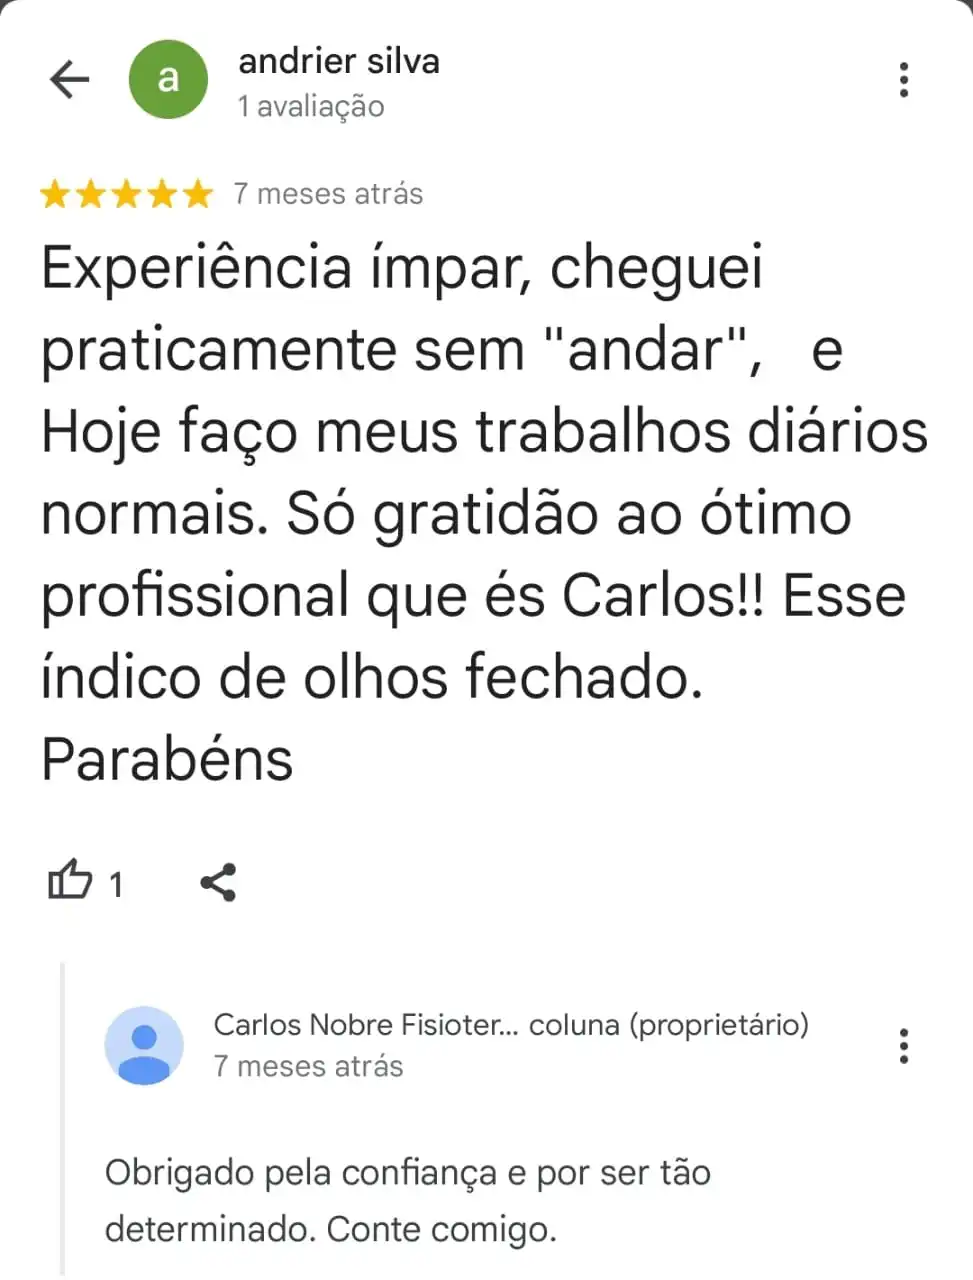 andrier silva
a
1 avaliação
7 meses atrás
Experiência ímpar, cheguei
praticamente sem "andar",   e
Hoje faço meus trabalhos diários
normais. Só gratidão ao ótimo
profissional que és Carlos!! Esse
índico de olhos fechado.
Parabéns
1
Carlos Nobre Fisioter... coluna (proprietário)
7 meses atrás
Obrigado pela confiança e por ser tão
determinado. Conte comigo.